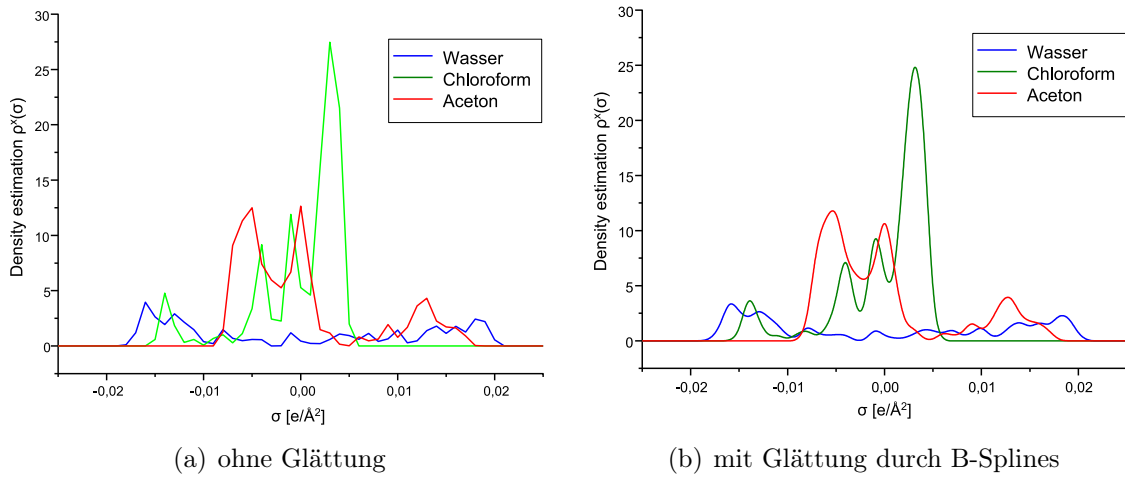 30
25
20
15
10
5
0
Density estimation ρˣ(σ)
Wasser
Chloroform
Aceton
-0,02
-0,01
0,00
0,01
0,02
σ [e/Å²]
(a) ohne Glättung
30
25
20
15
10
5
0
Density estimation ρˣ(σ)
Wasser
Chloroform
Aceton
-0,02
-0,01
0,00
0,01
0,02
σ [e/Å²]
(b) mit Glättung durch B-Splines